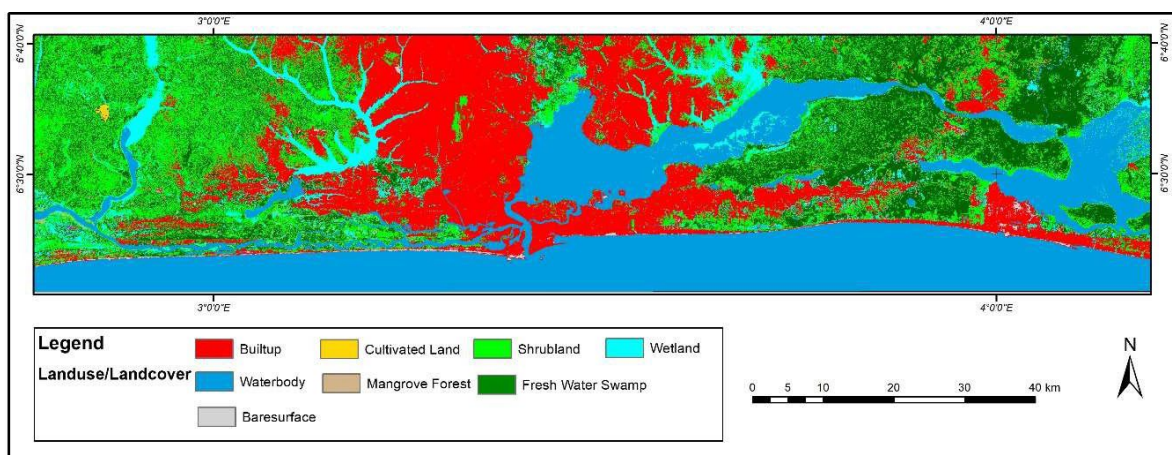 3°0'0"E 4°0'0"E
6°40'0"N 6°40'0"N
6°30'0"N 6°30'0"N
3°0'0"E 4°0'0"E
Legend
Landuse/Landcover
Builtup Cultivated Land Shrubland Wetland
Waterbody Mangrove Forest Fresh Water Swamp
Baresurface
0 5 10 20 30 40 km
N